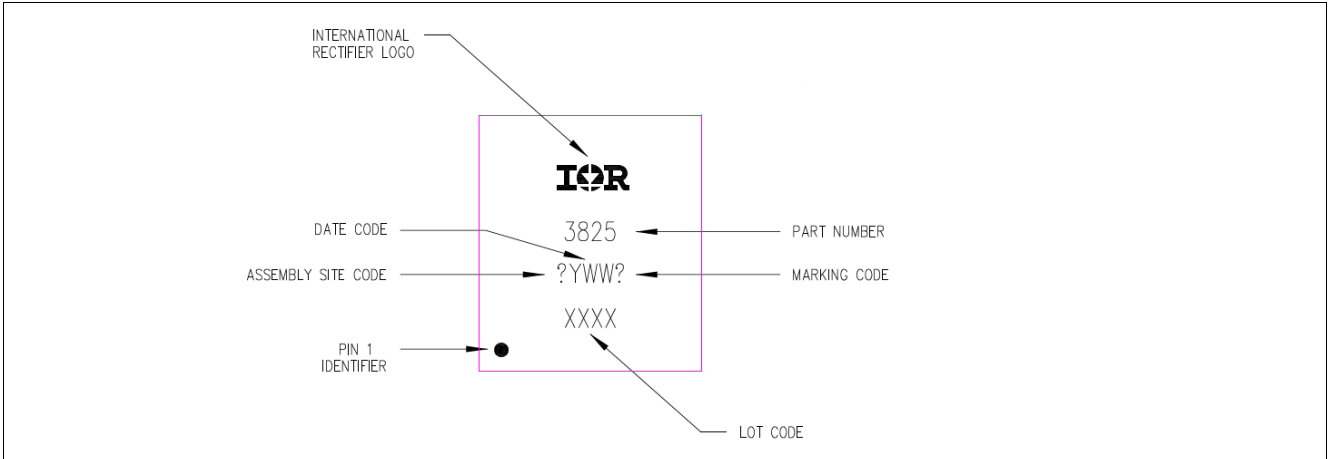 INTERNATIONAL
RECTIFIER LOGO
IOR
DATE CODE
3825
PART NUMBER
ASSEMBLY SITE CODE
?YWW?
MARKING CODE
XXXX
PIN 1
IDENTIFIER
LOT CODE